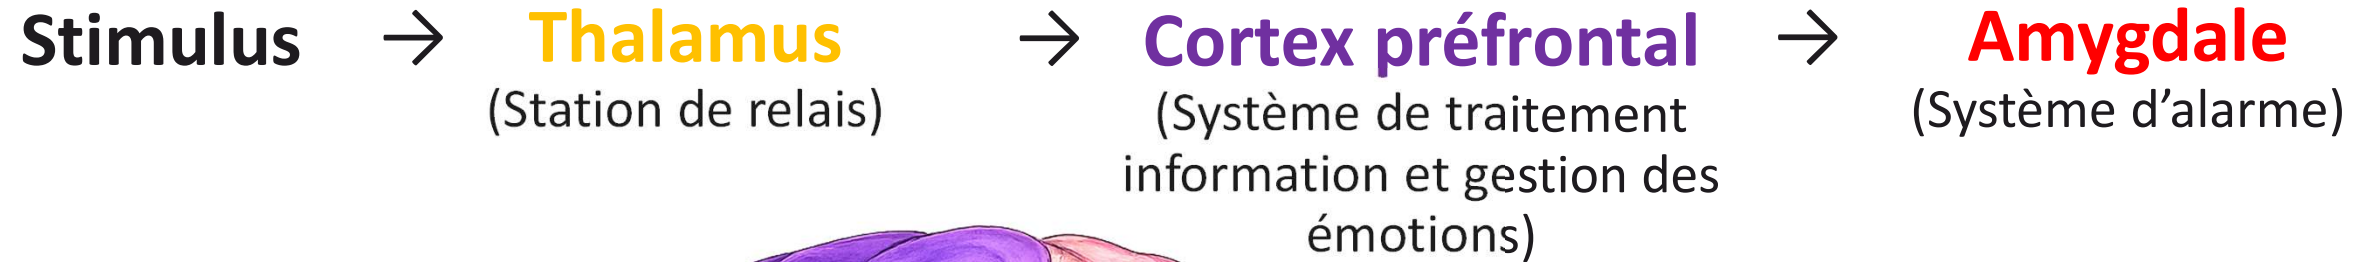 Stimulus → Thalamus → Cortex préfrontal → Amygdale
(Station de relais)
(Système de traitement
information et gestion des
émotions)
(Système d’alarme)